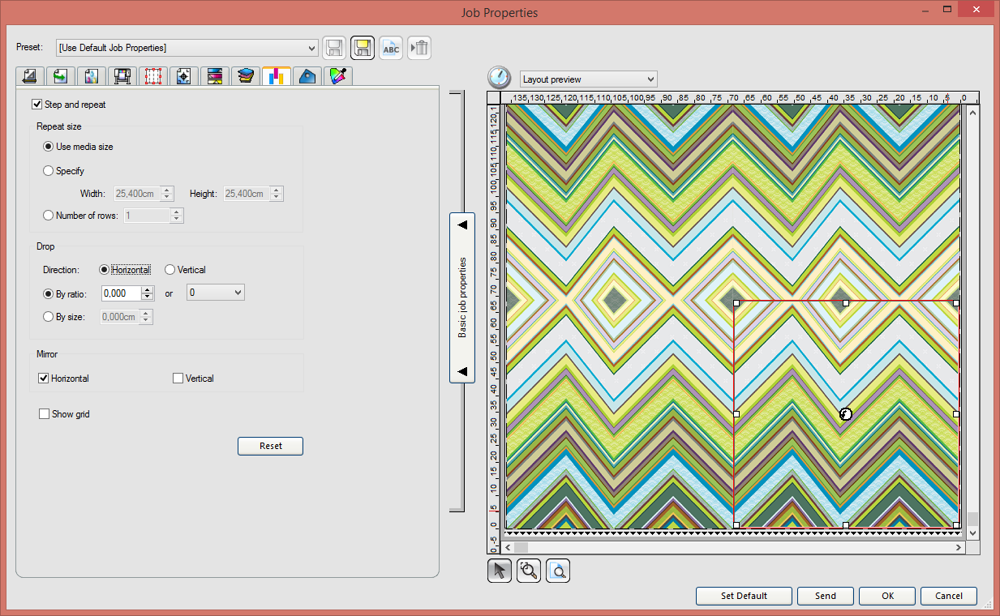 Job Properties
Preset: [Use Default Job Properties] ABC
Layout preview
Step and repeat
Repeat size
Use media size
Specify
Width: 25,400cm Height: 25,400cm
Number of rows: 1
Drop
Direction: Horizontal Vertical
By ratio: 0,000 or 0
By size: 0,000cm
Mirror
Horizontal Vertical
Show grid
Reset
Basic job properties
135 130 125 120 115 110 105 100 95 90 85 80 75 70 65 60 55 50 45 40 35 30 25 20 15 10 5 0
120 115 110 105 100 95 90 85 80 75 70 65 60 55 50 45 40 35 30 25 20 15 10 5 0 -5
Set Default Send OK Cancel